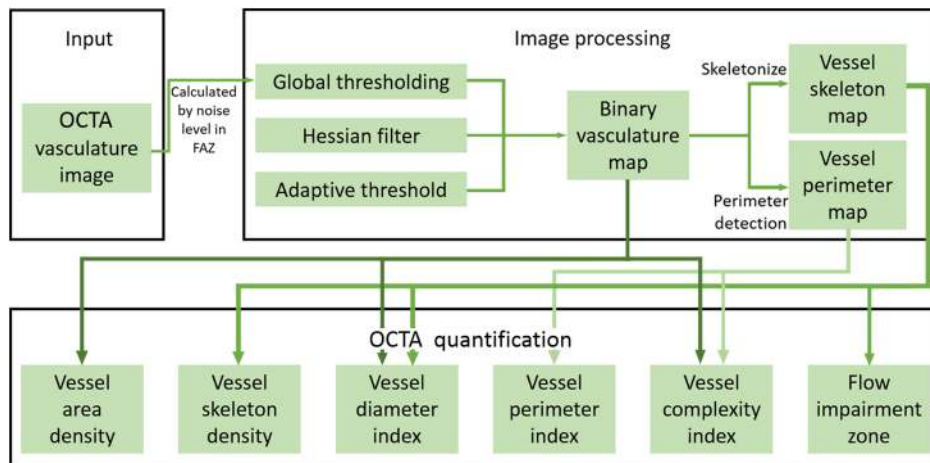 Input
OCTA
vasculature
image
Calculated
by noise
level in
FAZ
Image processing
Global thresholding
Hessian filter
Adaptive threshold
Binary
vasculature
map
Skeletonize
Vessel
skeleton
map
Perimeter
detection
Vessel
perimeter
map
OCTA quantification
Vessel
area
density
Vessel
skeleton
density
Vessel
diameter
index
Vessel
perimeter
index
Vessel
complexity
index
Flow
impairment
zone